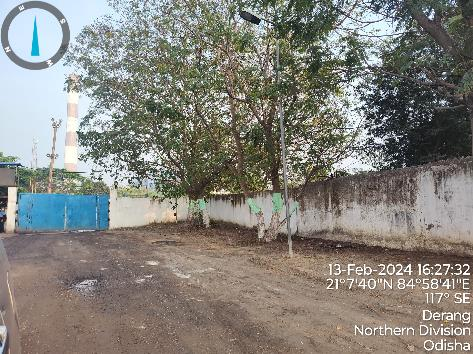 N
E
S
W
13-Feb-2024 16:27:32
21°7'40"N 84°58'41"E
117° SE
Derang
Northern Division
Odisha